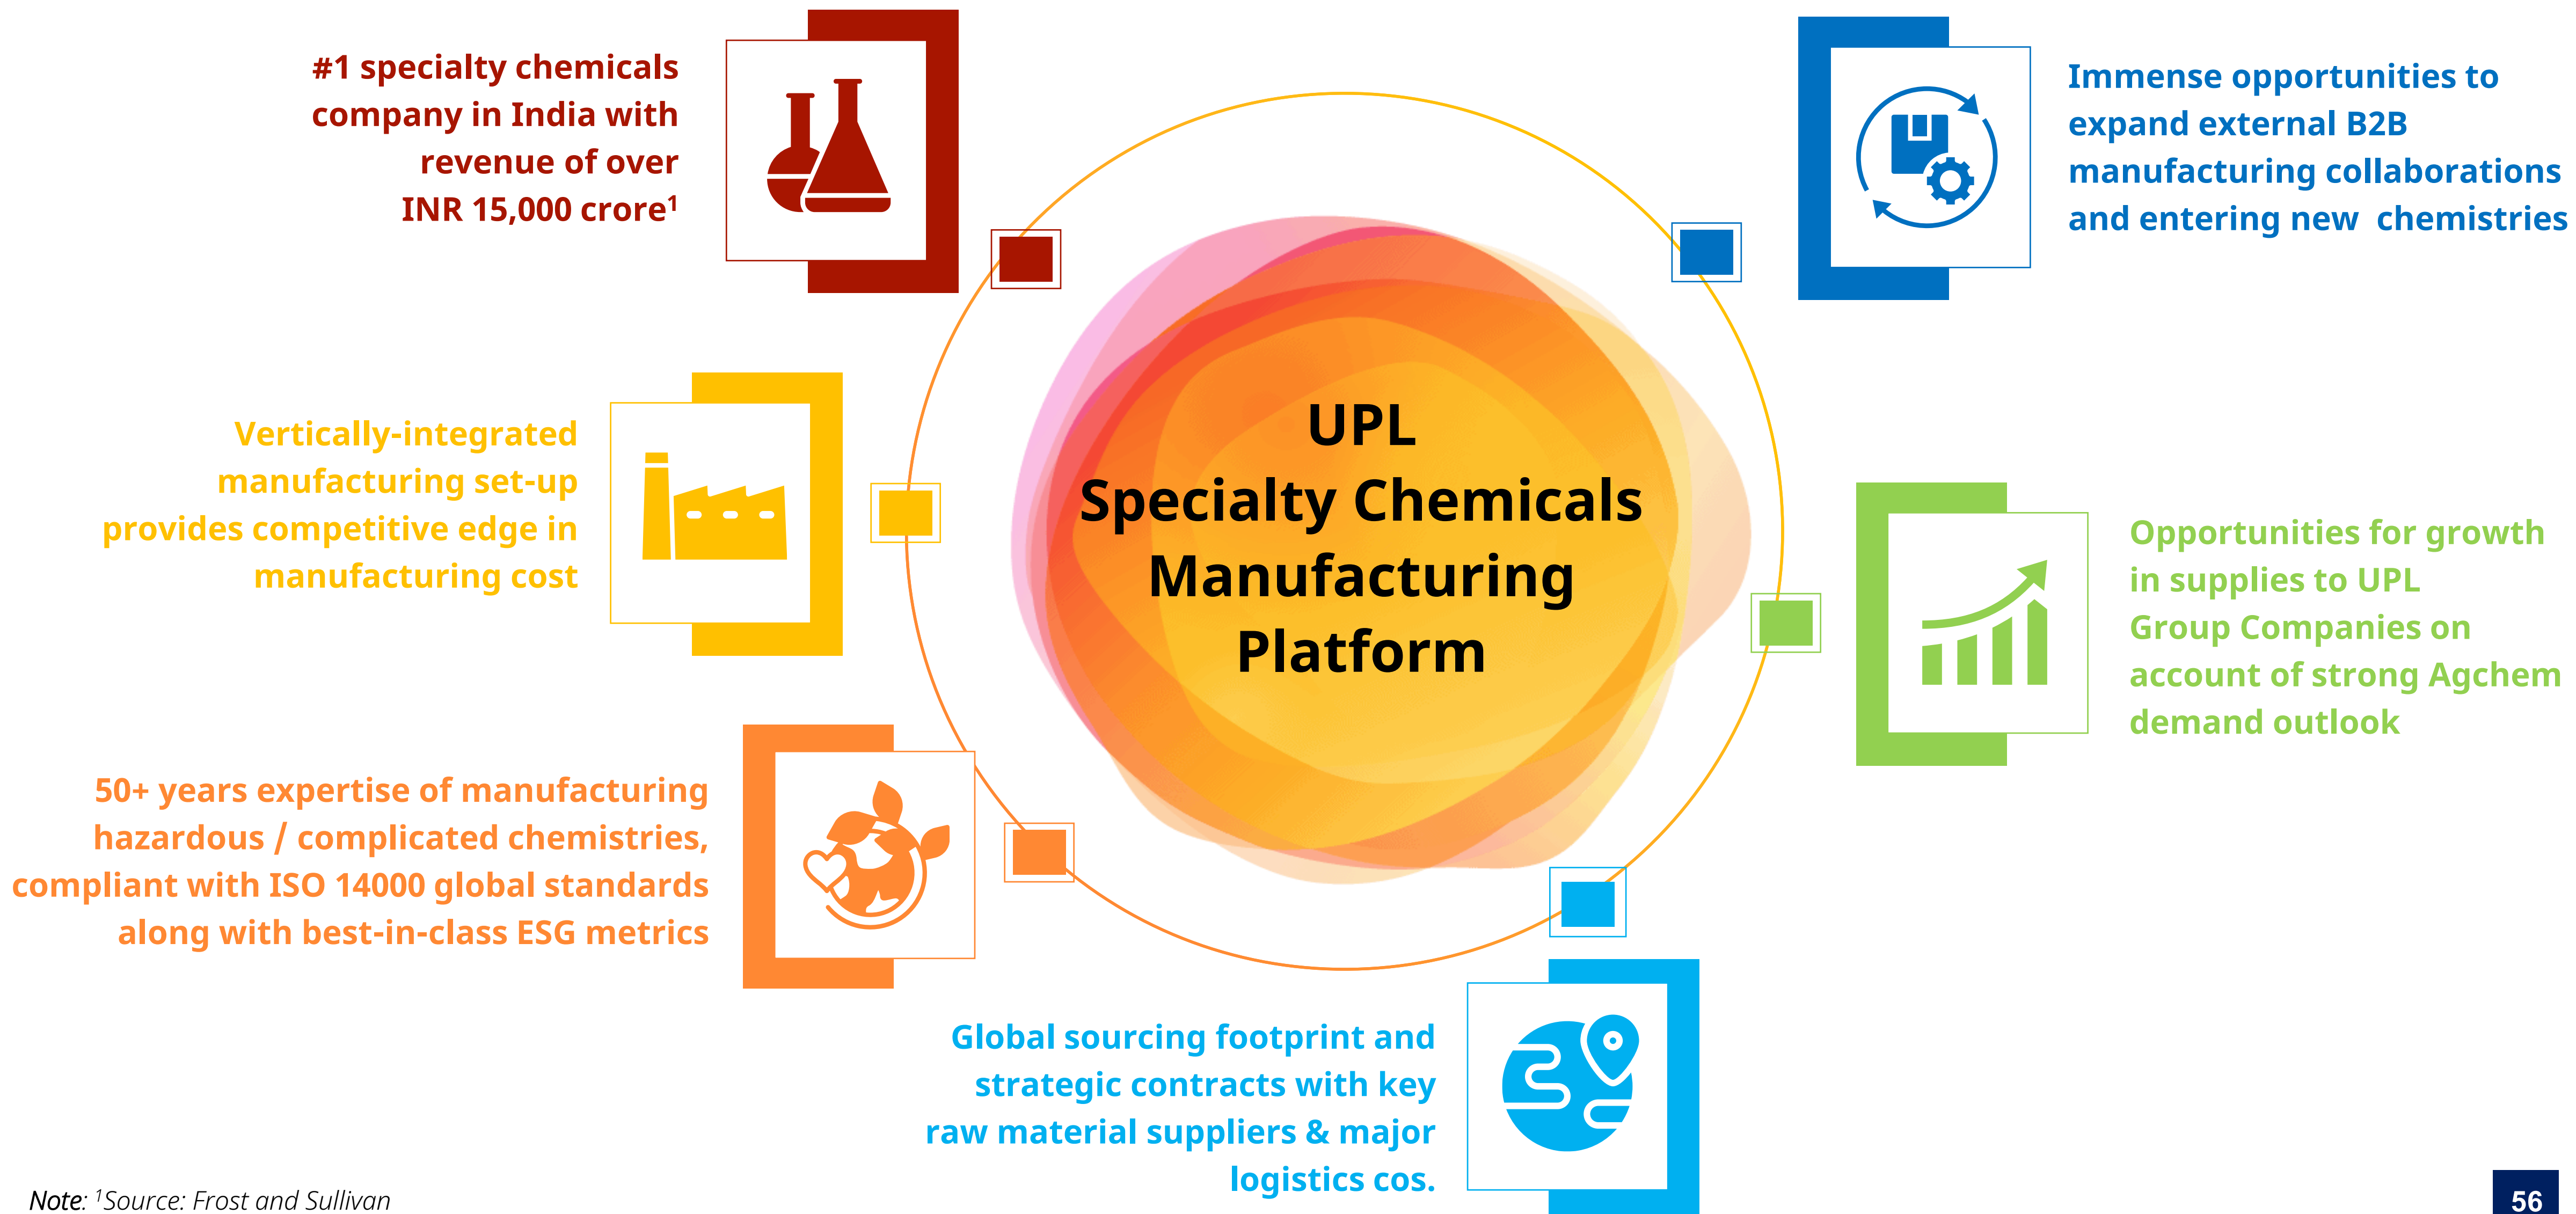 #1 specialty chemicals
company in India with
revenue of over
INR 15,000 crore¹
Immense opportunities to
expand external B2B
manufacturing collaborations
and entering new  chemistries
Vertically-integrated
manufacturing set-up
provides competitive edge in
manufacturing cost
UPL
Specialty Chemicals
Manufacturing
Platform
Opportunities for growth
in supplies to UPL
Group Companies on
account of strong Agchem
demand outlook
50+ years expertise of manufacturing
hazardous / complicated chemistries,
compliant with ISO 14000 global standards
along with best-in-class ESG metrics
Global sourcing footprint and
strategic contracts with key
raw material suppliers & major
logistics cos.
Note: ¹Source: Frost and Sullivan
56